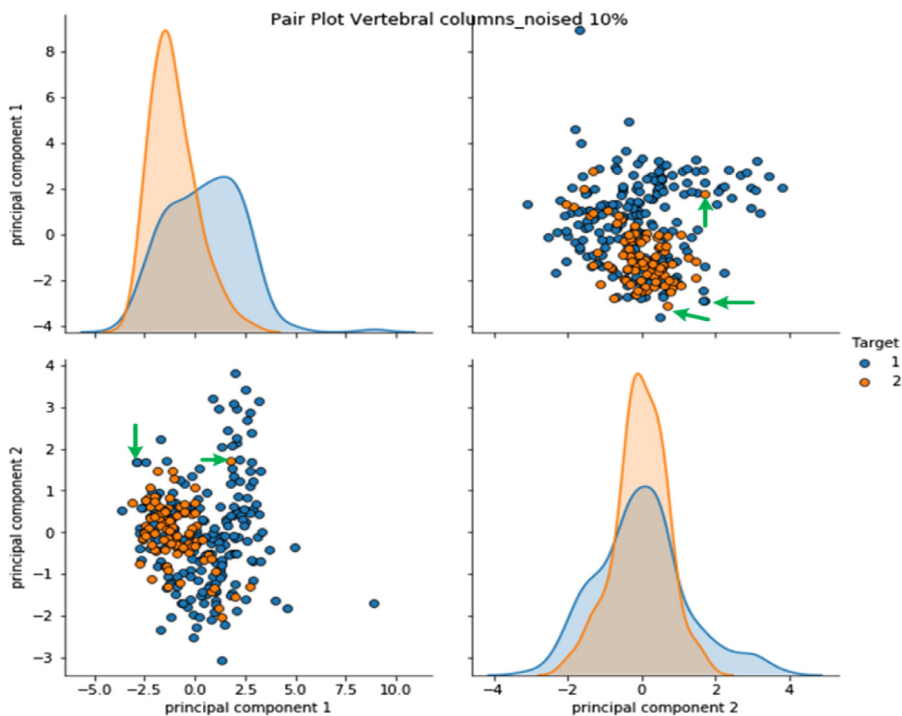 Pair Plot Vertebral columns_noised 10%
8
6
4
2
0
−2
−4
principal component 1
Target
1
2
4
3
2
1
0
−1
−2
−3
principal component 2
−5.0 −2.5 0.0 2.5 5.0 7.5 10.0
principal component 1
−4 −2 0 2 4
principal component 2